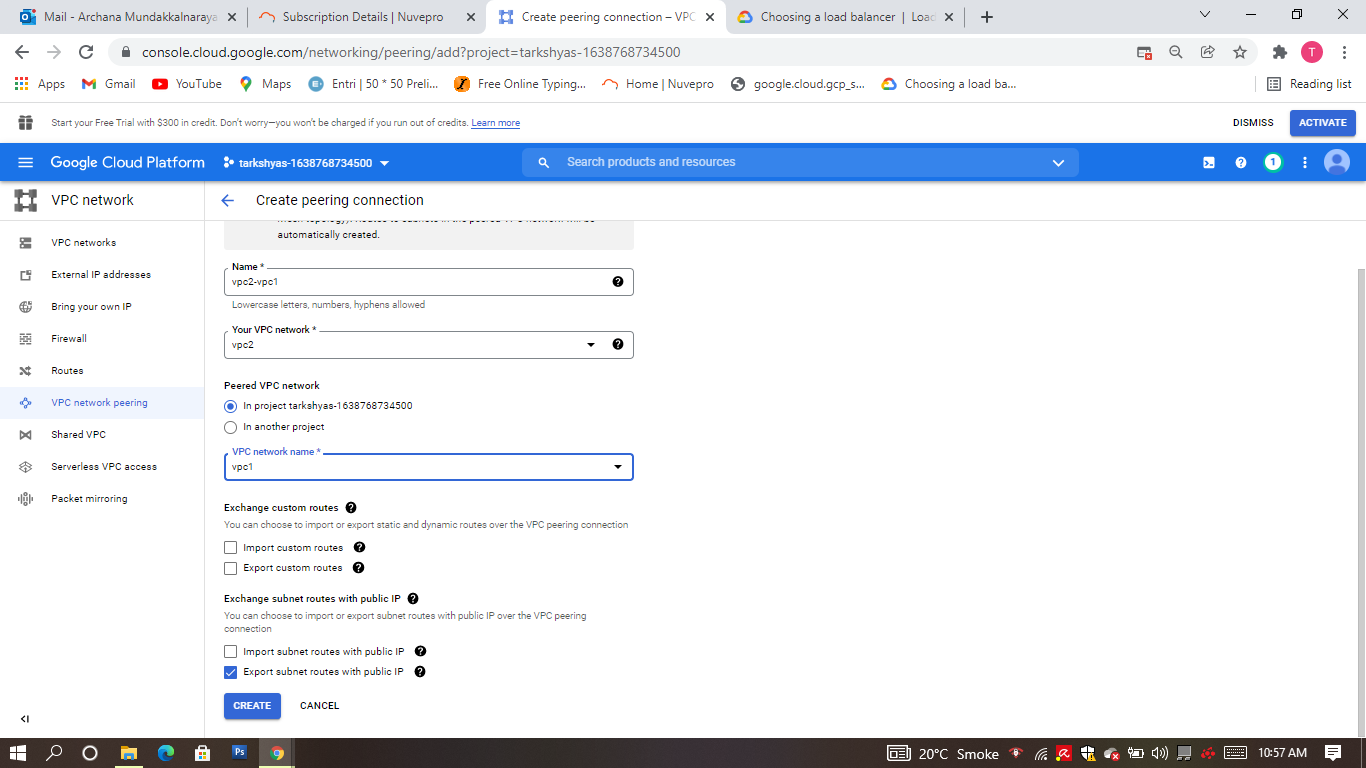 Mail - Archana Mundakkalnaraya
Subscription Details | Nuvepro
Create peering connection – VPC
Choosing a load balancer | Load
console.cloud.google.com/networking/peering/add?project=tarkshyas-1638768734500
T
Apps
Gmail
YouTube
Maps
Entri | 50 * 50 Preli...
Free Online Typing...
Home | Nuvepro
google.cloud.gcp_s...
Choosing a load ba...
Reading list
Start your Free Trial with $300 in credit. Don't worry—you won't be charged if you run out of credits. Learn more
DISMISS
ACTIVATE
Google Cloud Platform
tarkshyas-1638768734500
Search products and resources
1
VPC network
Create peering connection
VPC networks
External IP addresses
Bring your own IP
Firewall
Routes
VPC network peering
Shared VPC
Serverless VPC access
Packet mirroring
automatically created.
Name *
vpc2-vpc1
Lowercase letters, numbers, hyphens allowed
Your VPC network *
vpc2
Peered VPC network
In project tarkshyas-1638768734500
In another project
VPC network name *
vpc1
Exchange custom routes
You can choose to import or export static and dynamic routes over the VPC peering connection
Import custom routes
Export custom routes
Exchange subnet routes with public IP
You can choose to import or export subnet routes with public IP over the VPC peering
connection
Import subnet routes with public IP
Export subnet routes with public IP
CREATE
CANCEL
Ps
20°C Smoke
10:57 AM